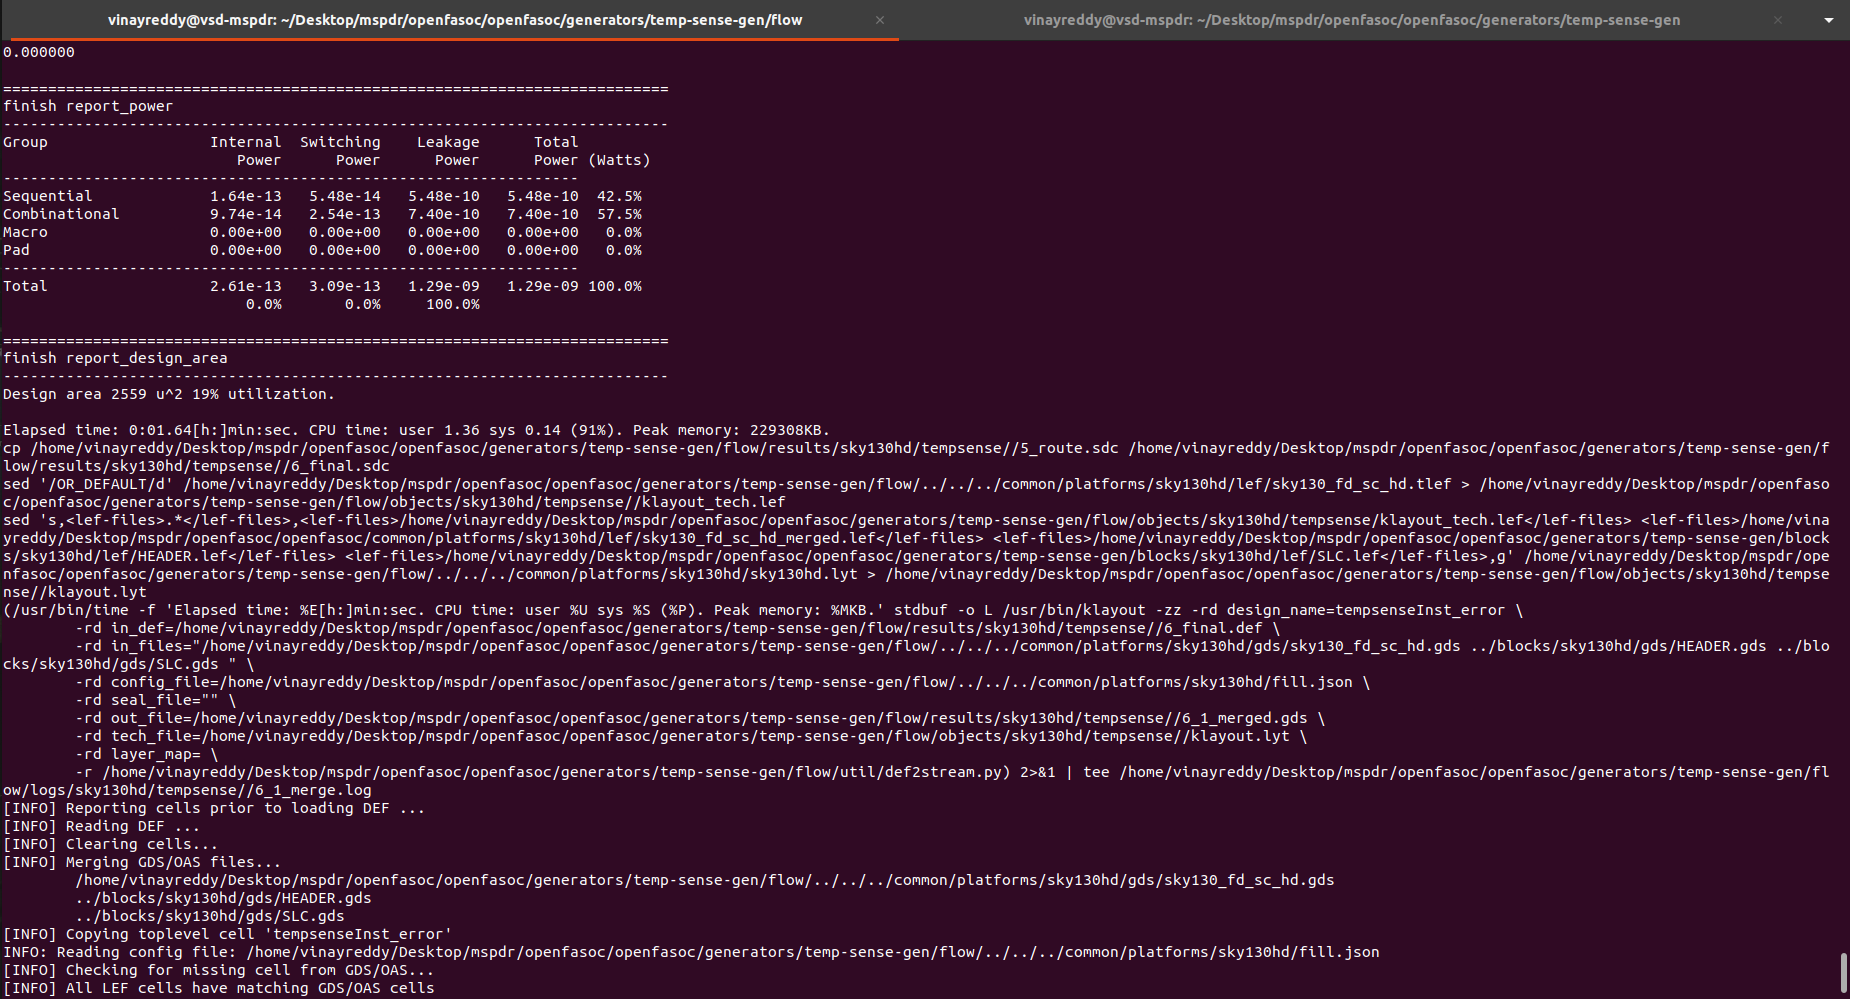 vinayreddy@vsd-mspdr: ~/Desktop/mspdr/openfasoc/openfasoc/generators/temp-sense-gen/flow × vinayreddy@vsd-mspdr: ~/Desktop/mspdr/openfasoc/openfasoc/generators/temp-sense-gen ×
0.000000
==========================================================================
finish report_power
--------------------------------------------------------------------------
Group                  Internal  Switching    Leakage      Total
                          Power      Power      Power      Power (Watts)
----------------------------------------------------------------
Sequential             1.64e-13   5.48e-14   5.48e-10   5.48e-10  42.5%
Combinational          9.74e-14   2.54e-13   7.40e-10   7.40e-10  57.5%
Macro                  0.00e+00   0.00e+00   0.00e+00   0.00e+00   0.0%
Pad                    0.00e+00   0.00e+00   0.00e+00   0.00e+00   0.0%
----------------------------------------------------------------
Total                  2.61e-13   3.09e-13   1.29e-09   1.29e-09 100.0%
                           0.0%       0.0%     100.0%
==========================================================================
finish report_design_area
--------------------------------------------------------------------------
Design area 2559 u^2 19% utilization.
Elapsed time: 0:01.64[h:]min:sec. CPU time: user 1.36 sys 0.14 (91%). Peak memory: 229308KB.
cp /home/vinayreddy/Desktop/mspdr/openfasoc/openfasoc/generators/temp-sense-gen/flow/results/sky130hd/tempsense//5_route.sdc /home/vinayreddy/Desktop/mspdr/openfasoc/openfasoc/generators/temp-sense-gen/f
low/results/sky130hd/tempsense//6_final.sdc
sed '/OR_DEFAULT/d' /home/vinayreddy/Desktop/mspdr/openfasoc/openfasoc/generators/temp-sense-gen/flow/../../../common/platforms/sky130hd/lef/sky130_fd_sc_hd.tlef > /home/vinayreddy/Desktop/mspdr/openfaso
c/openfasoc/generators/temp-sense-gen/flow/objects/sky130hd/tempsense//klayout_tech.lef
sed 's,<lef-files>.*</lef-files>,<lef-files>/home/vinayreddy/Desktop/mspdr/openfasoc/openfasoc/generators/temp-sense-gen/flow/objects/sky130hd/tempsense/klayout_tech.lef</lef-files> <lef-files>/home/vina
yreddy/Desktop/mspdr/openfasoc/openfasoc/common/platforms/sky130hd/lef/sky130_fd_sc_hd_merged.lef</lef-files> <lef-files>/home/vinayreddy/Desktop/mspdr/openfasoc/openfasoc/generators/temp-sense-gen/block
s/sky130hd/lef/HEADER.lef</lef-files> <lef-files>/home/vinayreddy/Desktop/mspdr/openfasoc/openfasoc/generators/temp-sense-gen/blocks/sky130hd/lef/SLC.lef</lef-files>,g' /home/vinayreddy/Desktop/mspdr/ope
nfasoc/openfasoc/generators/temp-sense-gen/flow/../../../common/platforms/sky130hd/sky130hd.lyt > /home/vinayreddy/Desktop/mspdr/openfasoc/openfasoc/generators/temp-sense-gen/flow/objects/sky130hd/tempse
nse//klayout.lyt
(/usr/bin/time -f 'Elapsed time: %E[h:]min:sec. CPU time: user %U sys %S (%P). Peak memory: %MKB.' stdbuf -o L /usr/bin/klayout -zz -rd design_name=tempsenseInst_error \
        -rd in_def=/home/vinayreddy/Desktop/mspdr/openfasoc/openfasoc/generators/temp-sense-gen/flow/results/sky130hd/tempsense//6_final.def \
        -rd in_files="/home/vinayreddy/Desktop/mspdr/openfasoc/openfasoc/generators/temp-sense-gen/flow/../../../common/platforms/sky130hd/gds/sky130_fd_sc_hd.gds ../blocks/sky130hd/gds/HEADER.gds ../blo
cks/sky130hd/gds/SLC.gds " \
        -rd config_file=/home/vinayreddy/Desktop/mspdr/openfasoc/openfasoc/generators/temp-sense-gen/flow/../../../common/platforms/sky130hd/fill.json \
        -rd seal_file="" \
        -rd out_file=/home/vinayreddy/Desktop/mspdr/openfasoc/openfasoc/generators/temp-sense-gen/flow/results/sky130hd/tempsense//6_1_merged.gds \
        -rd tech_file=/home/vinayreddy/Desktop/mspdr/openfasoc/openfasoc/generators/temp-sense-gen/flow/objects/sky130hd/tempsense//klayout.lyt \
        -rd layer_map= \
        -r /home/vinayreddy/Desktop/mspdr/openfasoc/openfasoc/generators/temp-sense-gen/flow/util/def2stream.py) 2>&1 | tee /home/vinayreddy/Desktop/mspdr/openfasoc/openfasoc/generators/temp-sense-gen/fl
ow/logs/sky130hd/tempsense//6_1_merge.log
[INFO] Reporting cells prior to loading DEF ...
[INFO] Reading DEF ...
[INFO] Clearing cells...
[INFO] Merging GDS/OAS files...
        /home/vinayreddy/Desktop/mspdr/openfasoc/openfasoc/generators/temp-sense-gen/flow/../../../common/platforms/sky130hd/gds/sky130_fd_sc_hd.gds
        ../blocks/sky130hd/gds/HEADER.gds
        ../blocks/sky130hd/gds/SLC.gds
[INFO] Copying toplevel cell 'tempsenseInst_error'
INFO: Reading config file: /home/vinayreddy/Desktop/mspdr/openfasoc/openfasoc/generators/temp-sense-gen/flow/../../../common/platforms/sky130hd/fill.json
[INFO] Checking for missing cell from GDS/OAS...
[INFO] All LEF cells have matching GDS/OAS cells